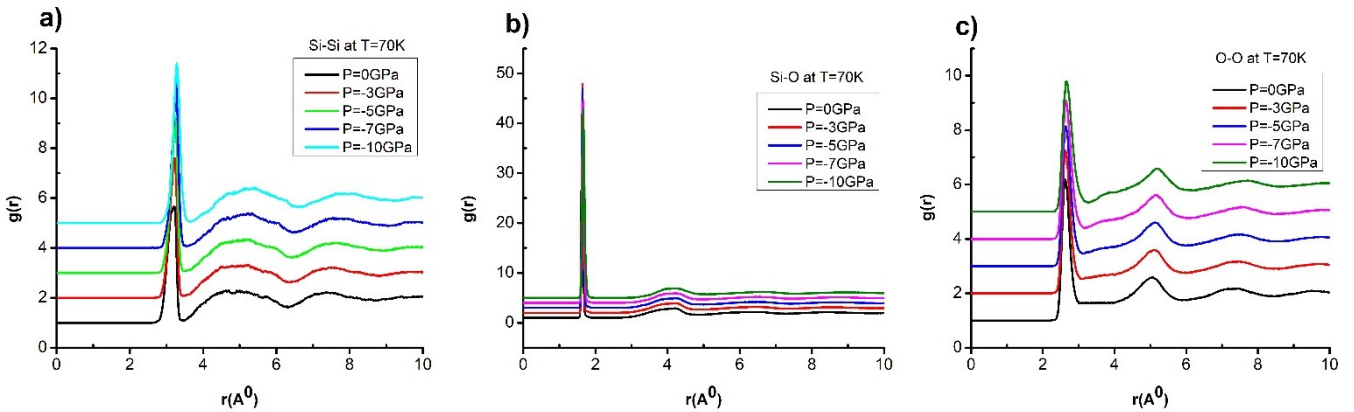 a)
Si-Si at T=70K
P=0GPa
P=-3GPa
P=-5GPa
P=-7GPa
P=-10GPa
12
10
8
6
4
2
0
g(r)
0 2 4 6 8 10
r(A⁰)
b)
Si-O at T=70K
P=0GPa
P=-3GPa
P=-5GPa
P=-7GPa
P=-10GPa
50
40
30
20
10
0
g(r)
0 2 4 6 8 10
r(A⁰)
c)
O-O at T=70K
P=0GPa
P=-3GPa
P=-5GPa
P=-7GPa
P=-10GPa
10
8
6
4
2
0
g(r)
0 2 4 6 8 10
r(A⁰)